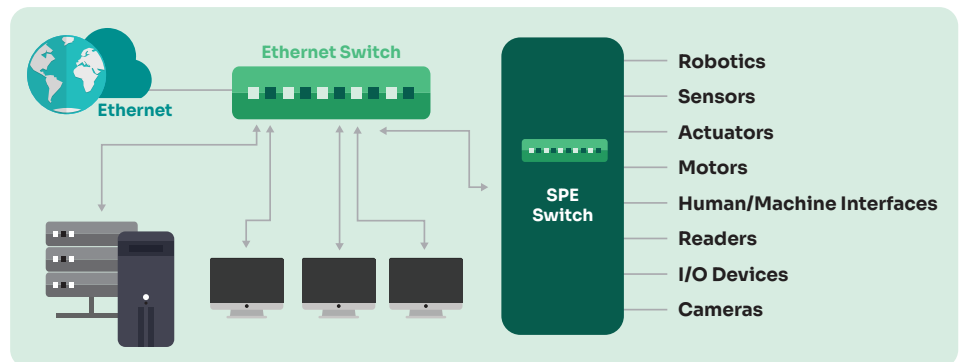 Ethernet Switch
Ethernet
SPE
Switch
Robotics
Sensors
Actuators
Motors
Human/Machine Interfaces
Readers
I/O Devices
Cameras